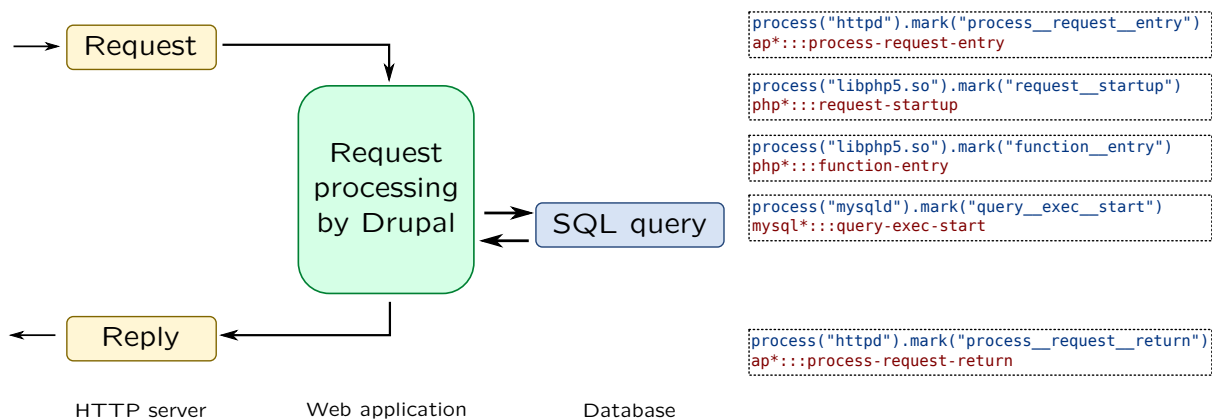 Request
Request
processing
by Drupal
SQL query
Reply
HTTP server
Web application
Database
process("httpd").mark("process__request__entry")
ap*:::process-request-entry
process("libphp5.so").mark("request__startup")
php*:::request-startup
process("libphp5.so").mark("function__entry")
php*:::function-entry
process("mysqld").mark("query__exec__start")
mysql*:::query-exec-start
process("httpd").mark("process__request__return")
ap*:::process-request-return